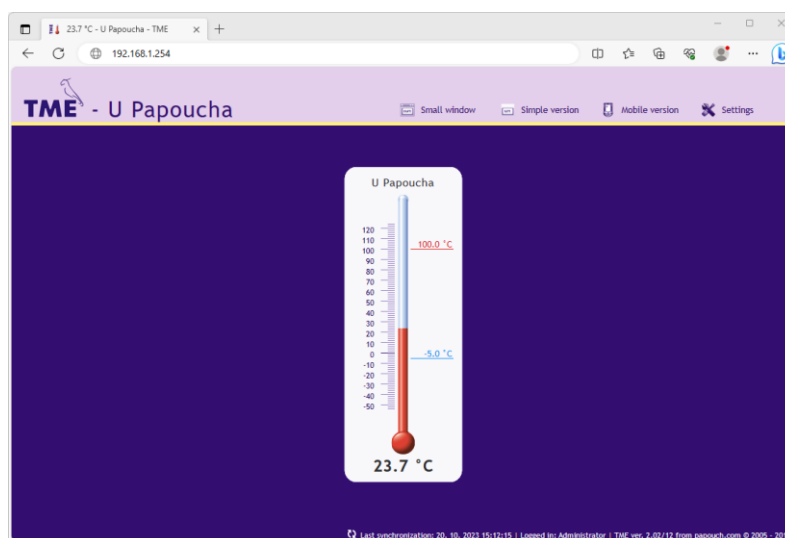 23.7 °C - U Papoucha - TME
192.168.1.254
TME - U Papoucha
Small window
Simple version
Mobile version
Settings
U Papoucha
120
110
100
100.0 °C
90
80
70
60
50
40
30
20
10
0
-5.0 °C
-10
-20
-30
-40
-50
23.7 °C
Last synchronization: 20. 10. 2023 15:12:15 | Logged in: Administrator | TME ver. 2.02/12 from papouch.com © 2005 - 201